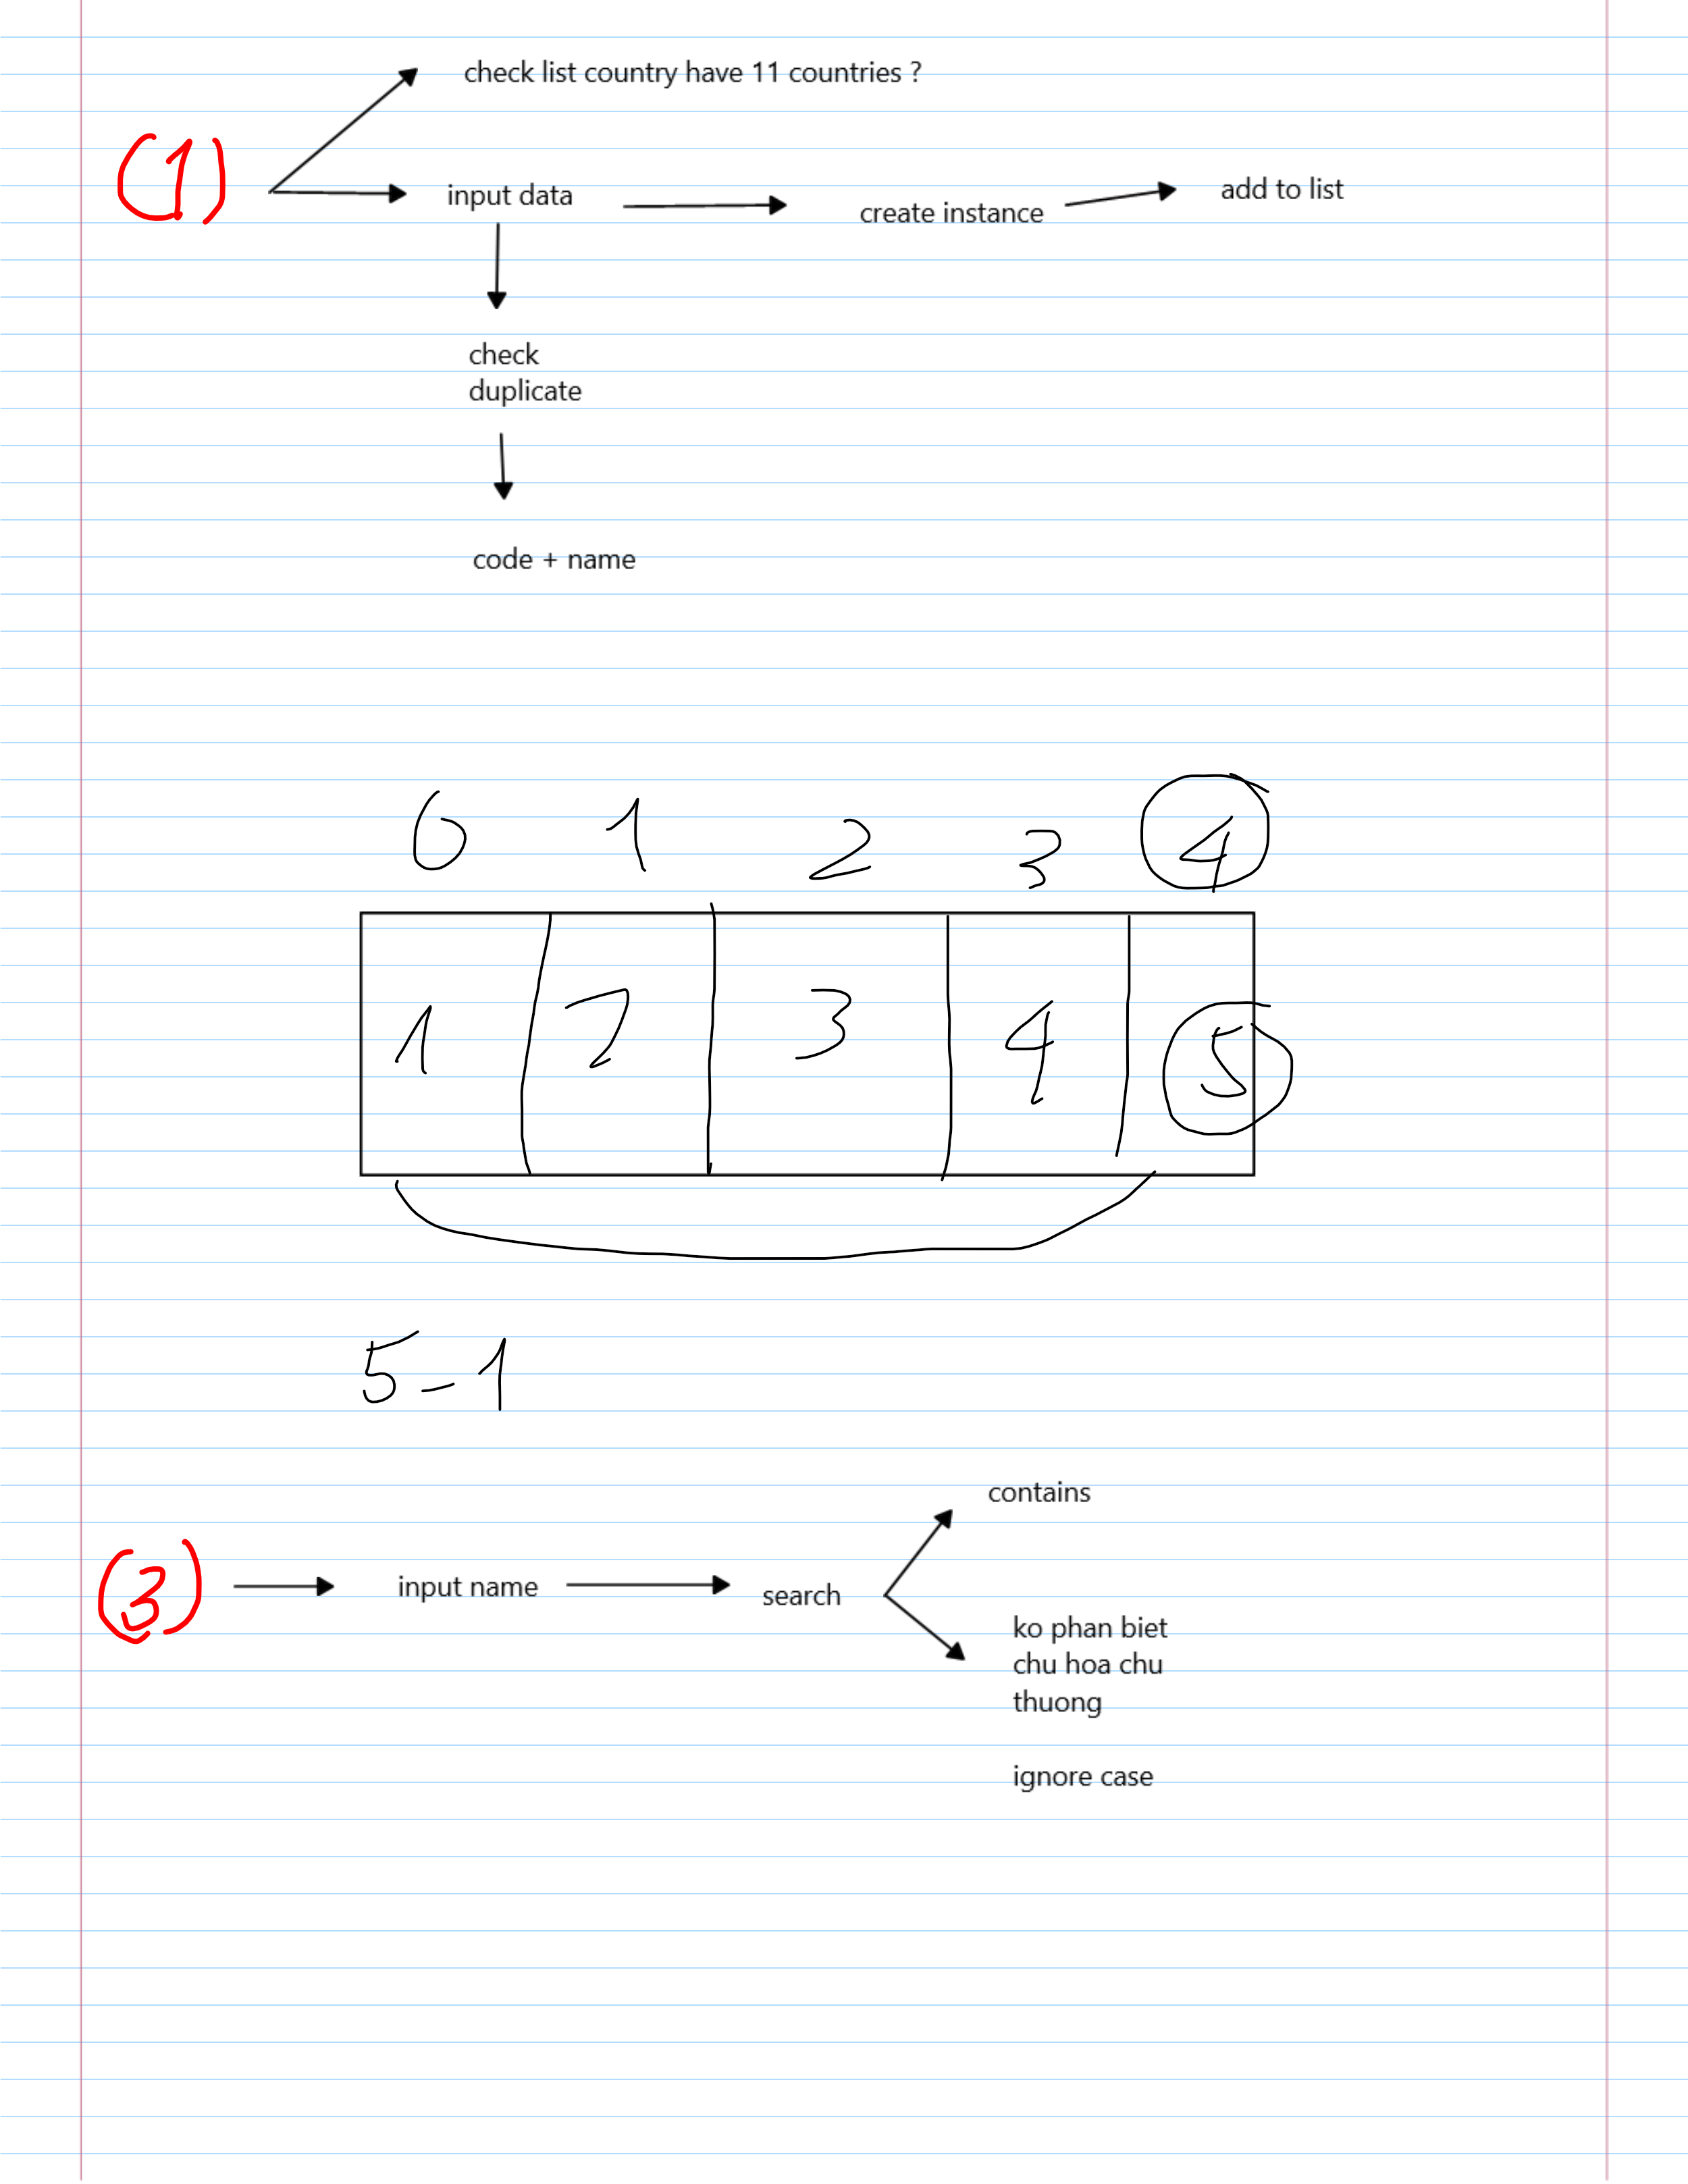 check list country have 11 countries ?
(1)
input data
create instance
add to list
check
duplicate
code + name
0 1 2 3 4
1 2 3 4 5
5-1
contains
(3)
input name
search
ko phan biet
chu hoa chu
thuong
ignore case